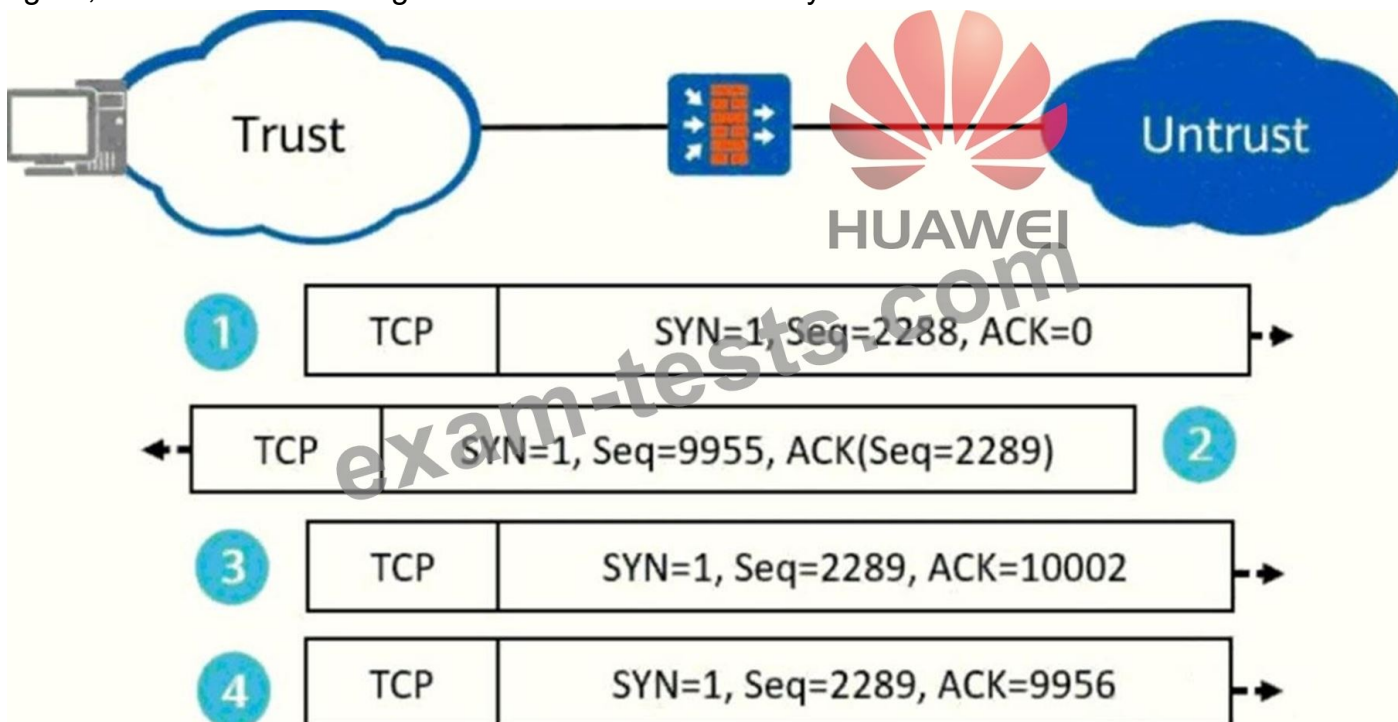 Trust
Untrust
HUAWEI
exam-tests.com
1 TCP SYN=1, Seq=2288, ACK=0
TCP SYN=1, Seq=9955, ACK(Seq=2289) 2
3 TCP SYN=1, Seq=2289, ACK=10002
4 TCP SYN=1, Seq=2289, ACK=9956